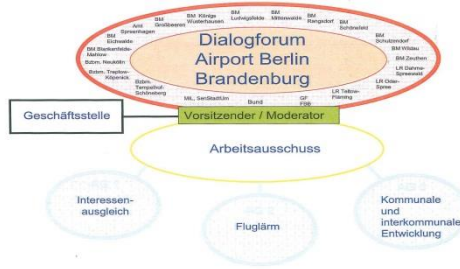 Dialogforum
Airport Berlin
Brandenburg
BM
Eichwalde
Amt
Spreenhagen
BM
Großbeeren
BM Königs
Wusterhausen
BM
Ludwigsfelde
BM
Mittenwalde
BM
Rangsdorf
BM
Schönefeld
BM
Schulzendorf
BM Wildau
BM Zeuthen
LR Dahme-
Spreewald
LR Oder-
Spree
LR Teltow-
Fläming
GF
FBB
Bund
MIL, SenStadtUm
Bzbm.
Tempelhof-
Schöneberg
Bzbm. Treptow-
Köpenick
Bzbm. Neukölln
BM Blankenfelde-
Mahlow
Geschäftsstelle
Vorsitzender / Moderator
Arbeitsausschuss
Interessen-
ausgleich
Fluglärm
Kommunale
und
interkommunale
Entwicklung